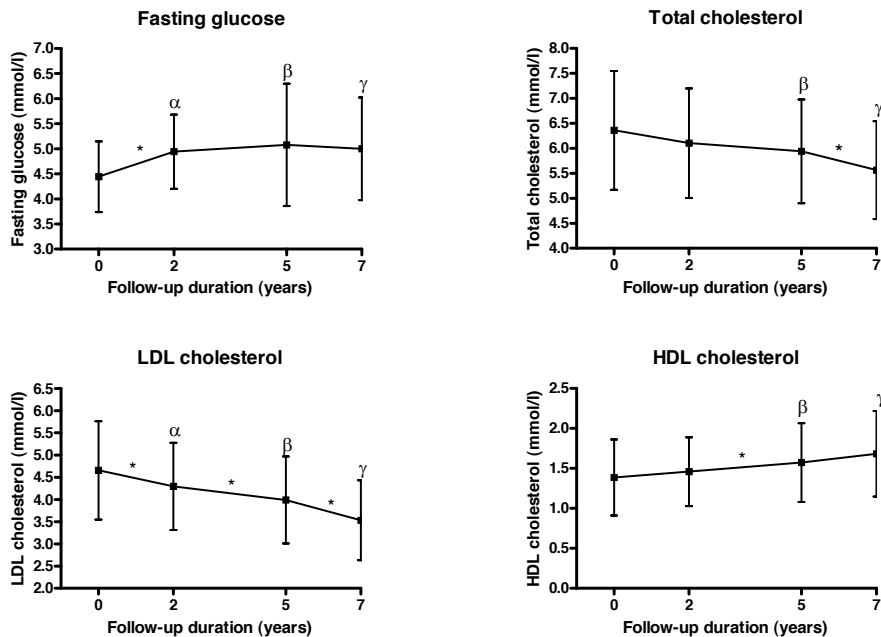 Fasting glucose
Fasting glucose (mmol/l)
7.0
6.5
6.0
5.5
5.0
4.5
4.0
3.5
3.0
α
β
γ
*
0 2 5 7
Follow-up duration (years)
Total cholesterol
Total cholesterol (mmol/l)
8.0
7.5
7.0
6.5
6.0
5.5
5.0
4.5
4.0
β
γ
*
0 2 5 7
Follow-up duration (years)
LDL cholesterol
LDL cholesterol (mmol/l)
6.5
6.0
5.5
5.0
4.5
4.0
3.5
3.0
2.5
2.0
α
β
γ
* * *
0 2 5 7
Follow-up duration (years)
HDL cholesterol
HDL cholesterol (mmol/l)
2.5
2.0
1.5
1.0
0.5
0.0
β
γ
*
0 2 5 7
Follow-up duration (years)